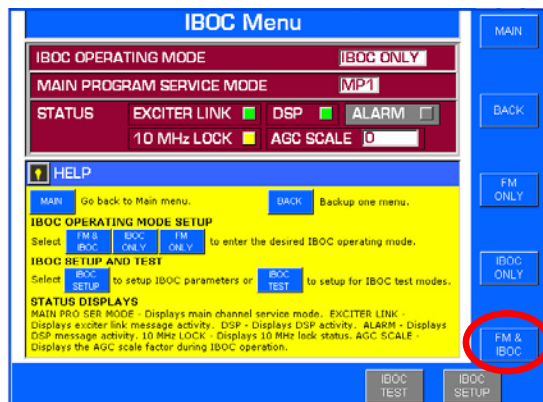 IBOC Menu
IBOC OPERATING MODE IBOC ONLY
MAIN PROGRAM SERVICE MODE MP1
STATUS EXCITER LINK DSP ALARM
10 MHz LOCK AGC SCALE 0
HELP
MAIN Go back to Main menu. BACK Backup one menu.
IBOC OPERATING MODE SETUP
Select FM & IBOC IBOC ONLY FM ONLY to enter the desired IBOC operating mode.
IBOC SETUP AND TEST
Select IBOC SETUP to setup IBOC parameters or IBOC TEST to setup for IBOC test modes.
STATUS DISPLAYS
MAIN PRO SER MODE - Displays main channel service mode. EXCITER LINK -
Displays exciter link message activity. DSP - Displays DSP activity. ALARM - Displays
DSP message activity. 10 MHz LOCK - Displays 10 MHz lock status. AGC SCALE -
Displays the AGC scale factor during IBOC operation.
MAIN
BACK
FM
ONLY
IBOC
ONLY
FM &
IBOC
IBOC
TEST
IBOC
SETUP